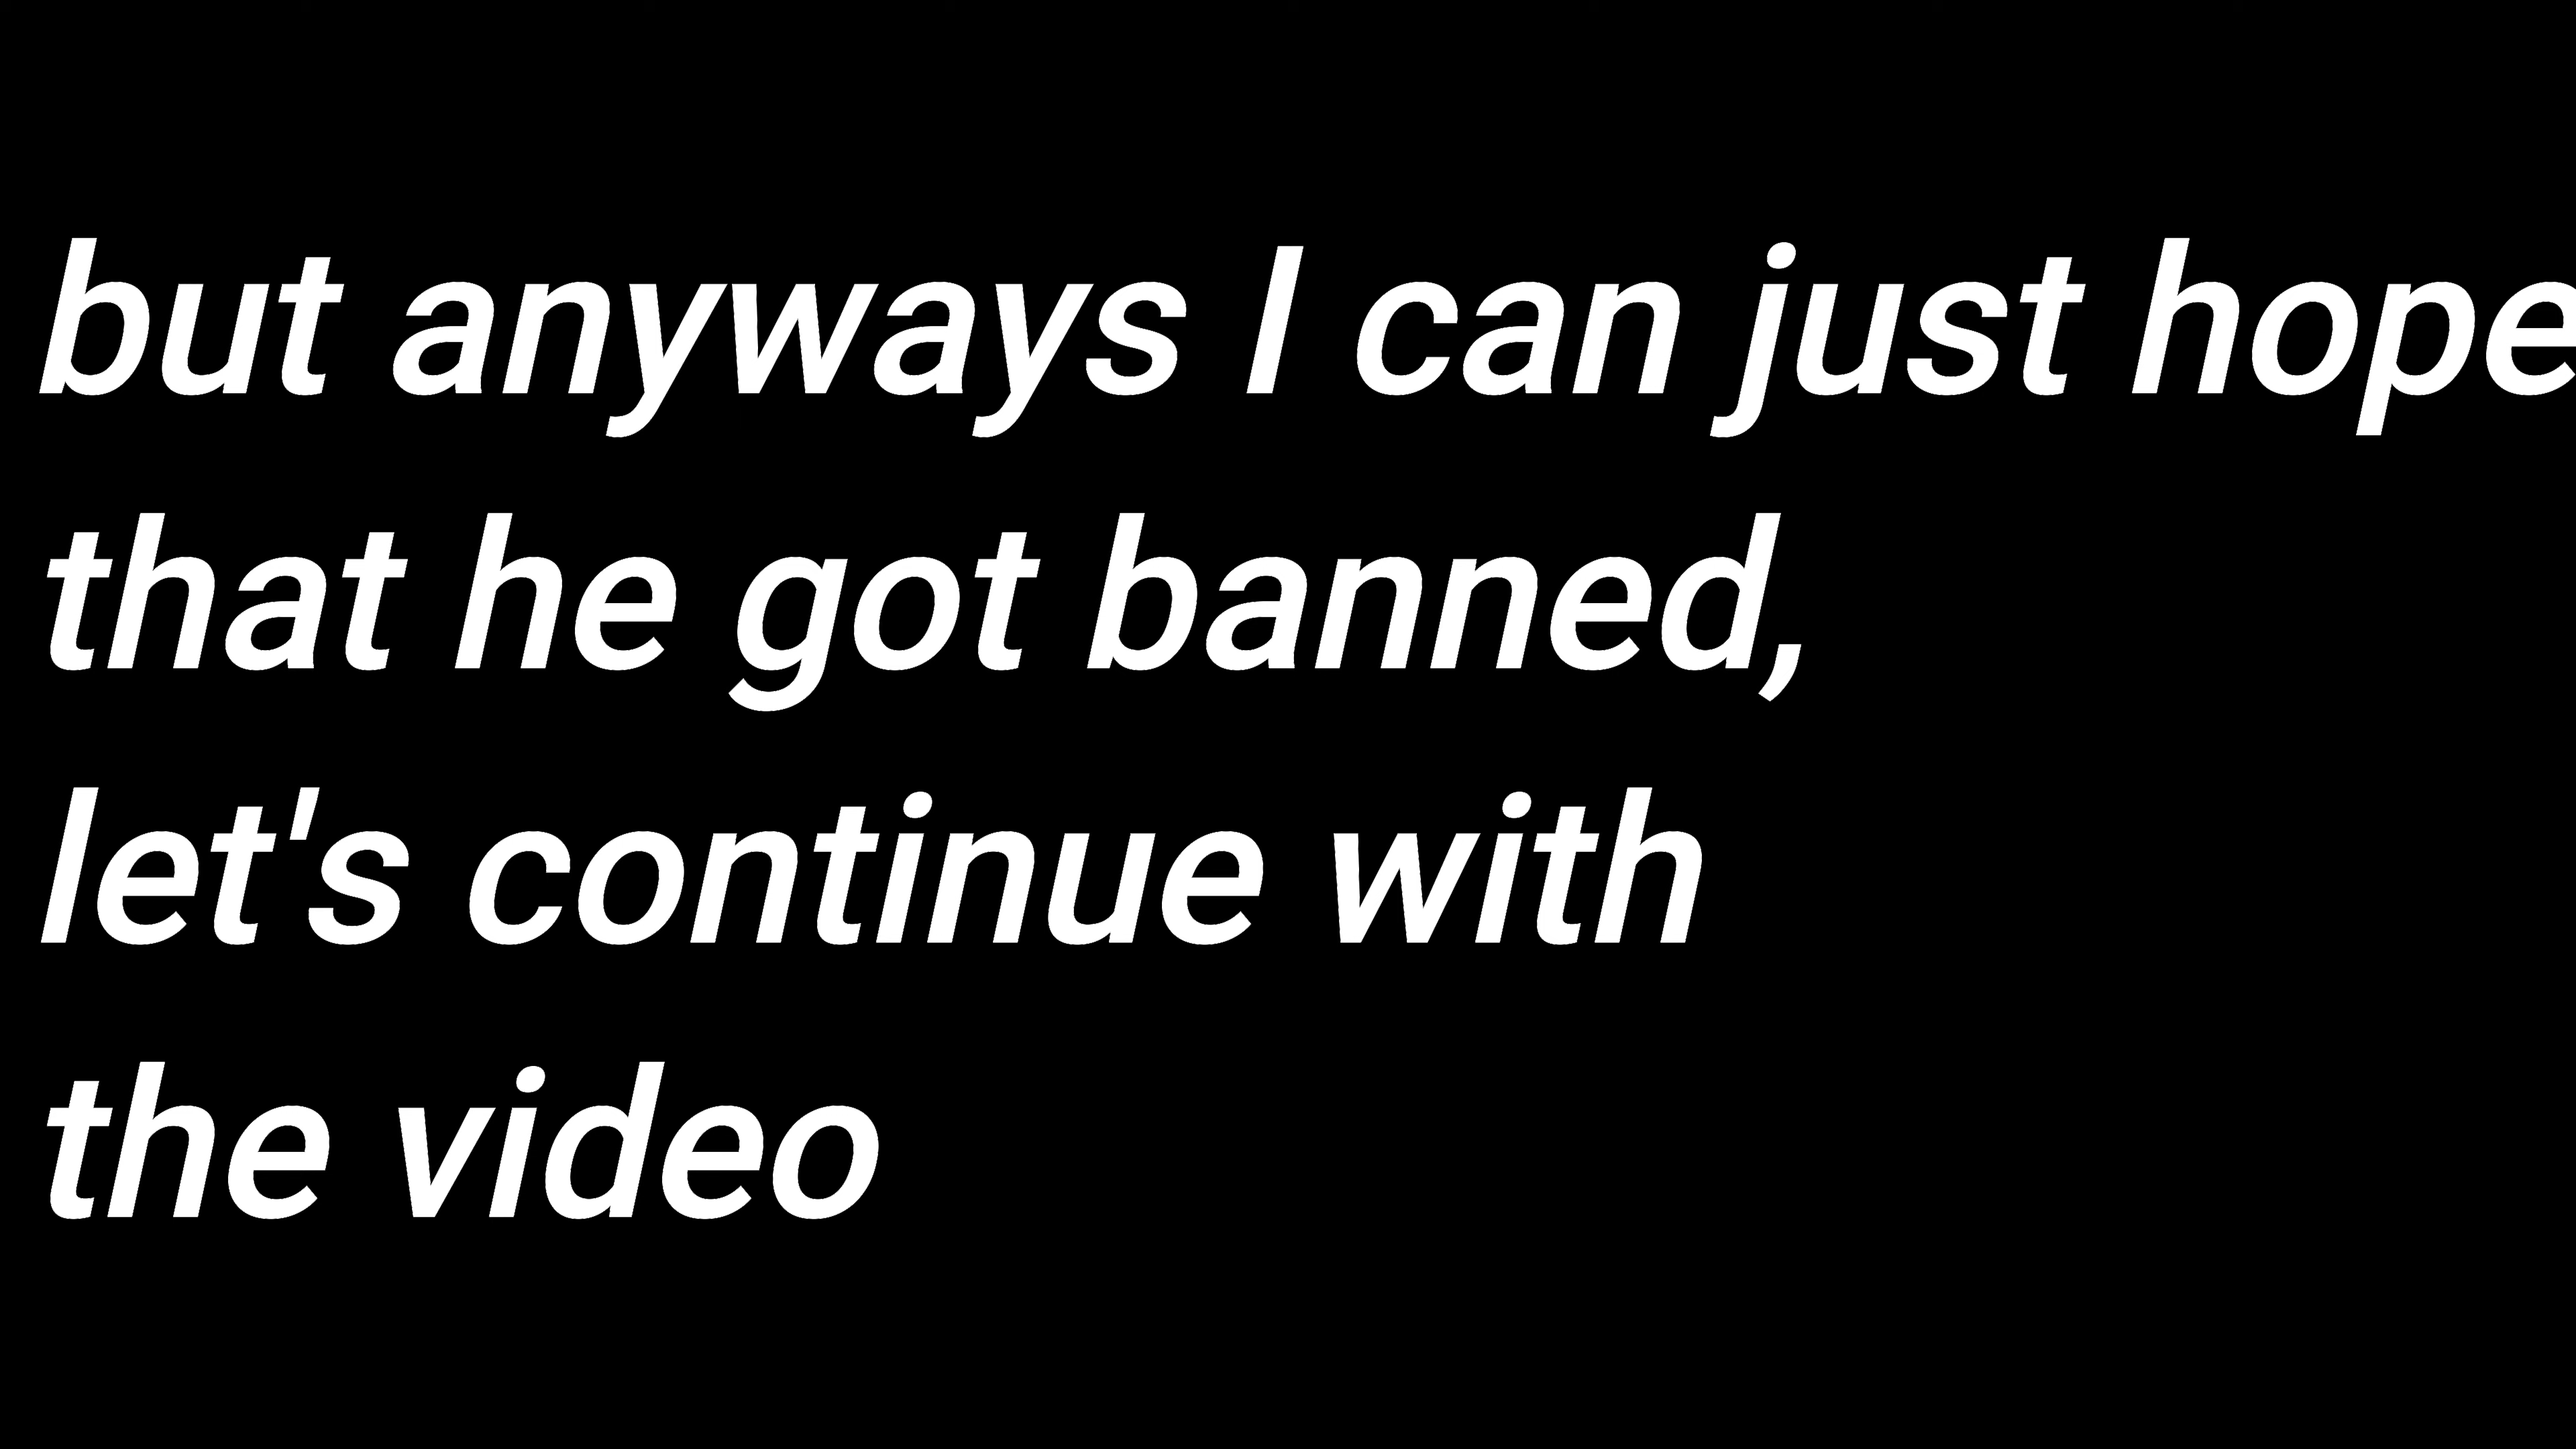 but anyways I can just hope
that he got banned,
let's continue with
the video